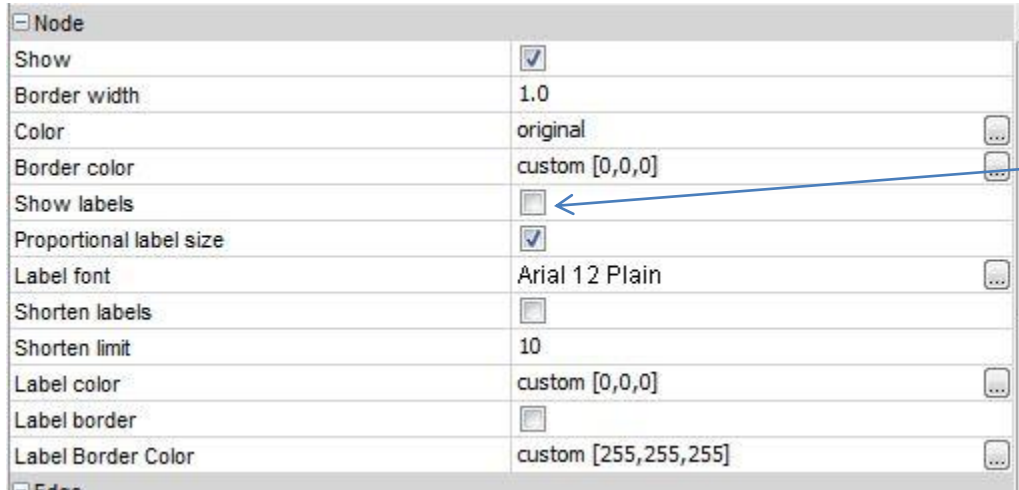 Node
Show
Border width 1.0
Color original ...
Border color custom [0,0,0] ...
Show labels
Proportional label size
Label font Arial 12 Plain ...
Shorten labels
Shorten limit 10
Label color custom [0,0,0] ...
Label border
Label Border Color custom [255,255,255] ...
Edge